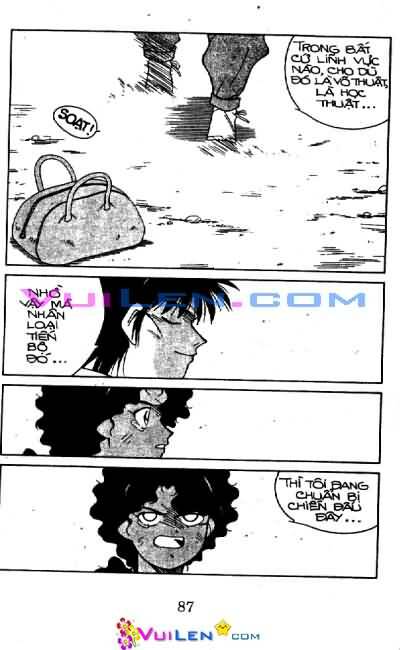 TRONG BẤT
CỨ LĨNH VỰC
NÀO, CHO DÙ
ĐÓ LÀ VÕ THUẬT,
LÀ HỌC
THUẬT...
SOẠT!
NHỜ
VẬY MÀ
NHÂN
LOẠI
TIẾN
BỘ
ĐÓ...
VUILEN.COM
THÌ TÔI ĐANG
CHUẨN BỊ
CHIẾN ĐẤU
ĐÂY...
87
VUILEN.COM